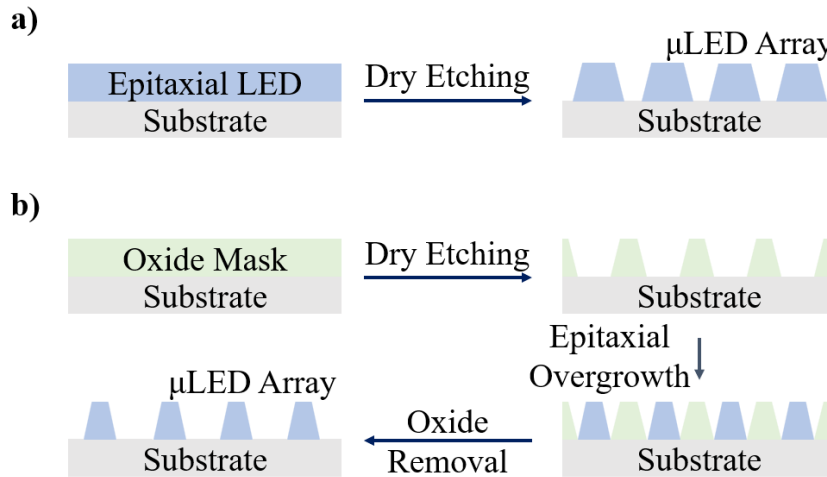 a)
μLED Array
Epitaxial LED
Dry Etching
Substrate
Substrate
b)
Oxide Mask
Dry Etching
Substrate
Substrate
Epitaxial
Overgrowth
μLED Array
Oxide
Removal
Substrate
Substrate